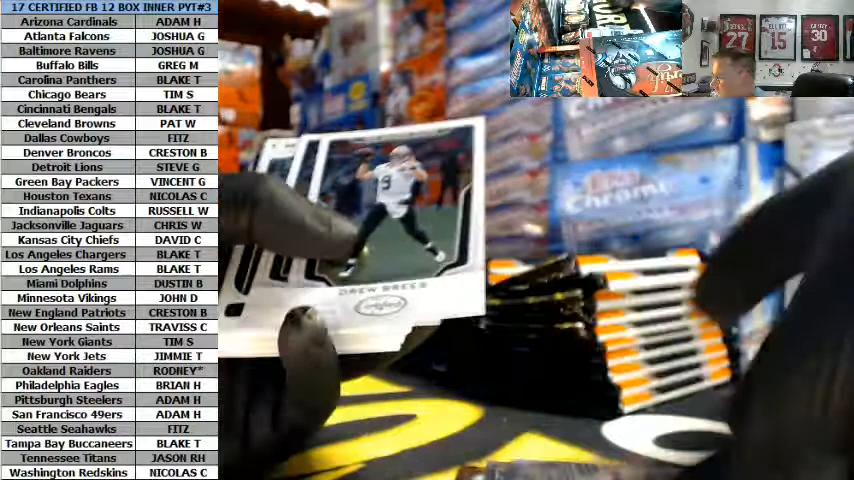 17 CERTIFIED FB 12 BOX INNER PYT#3
Arizona Cardinals ADAM H
Atlanta Falcons JOSHUA G
Baltimore Ravens JOSHUA G
Buffalo Bills GREG M
Carolina Panthers BLAKE T
Chicago Bears TIM S
Cincinnati Bengals BLAKE T
Cleveland Browns PAT W
Dallas Cowboys FITZ
Denver Broncos CRESTON B
Detroit Lions STEVE G
Green Bay Packers VINCENT G
Houston Texans NICOLAS C
Indianapolis Colts RUSSELL W
Jacksonville Jaguars CHRIS W
Kansas City Chiefs DAVID C
Los Angeles Chargers BLAKE T
Los Angeles Rams BLAKE T
Miami Dolphins DUSTIN B
Minnesota Vikings JOHN D
New England Patriots CRESTON B
New Orleans Saints TRAVISS C
New York Giants TIM S
New York Jets JIMMIE T
Oakland Raiders RODNEY*
Philadelphia Eagles BRIAN H
Pittsburgh Steelers ADAM H
San Francisco 49ers ADAM H
Seattle Seahawks FITZ
Tampa Bay Buccaneers BLAKE T
Tennessee Titans JASON RH
Washington Redskins NICOLAS C
27
15
30
9
DREW BREES
Chrome